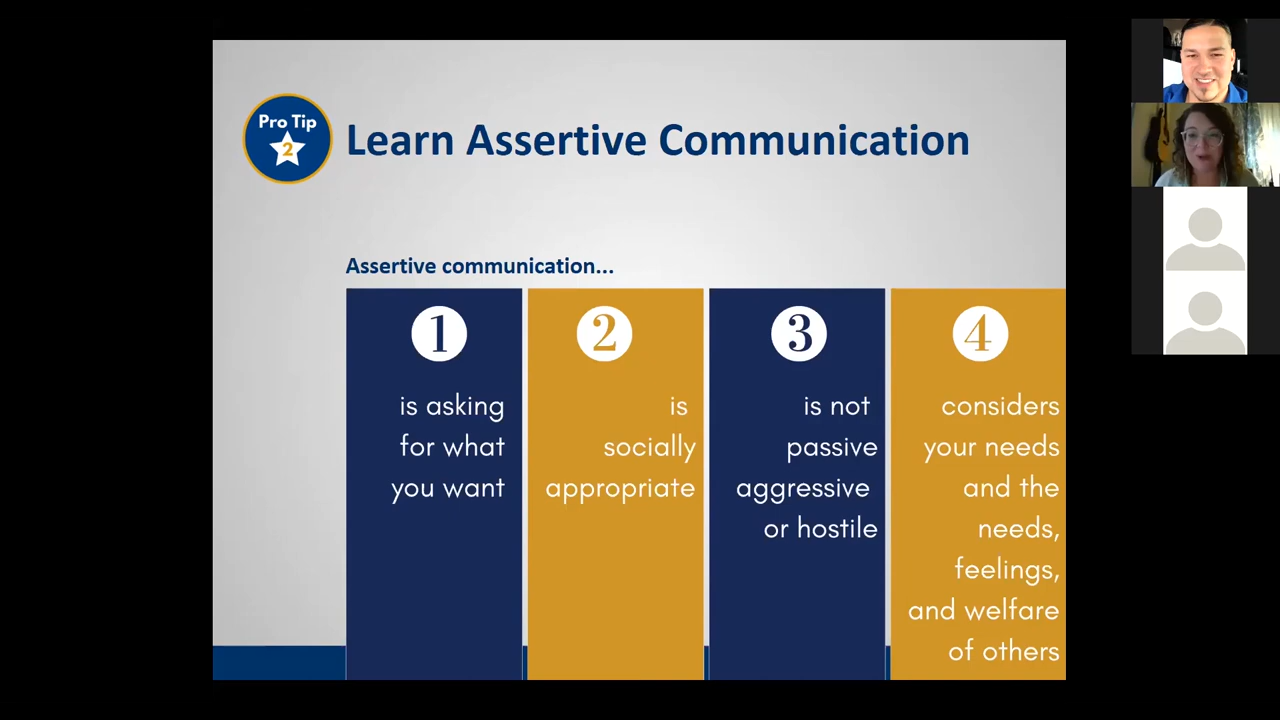 Pro Tip
2
Learn Assertive Communication
Assertive communication...
1
is asking
for what
you want
2
is
socially
appropriate
3
is not
passive
aggressive
or hostile
4
considers
your needs
and the
needs,
feelings,
and welfare
of others